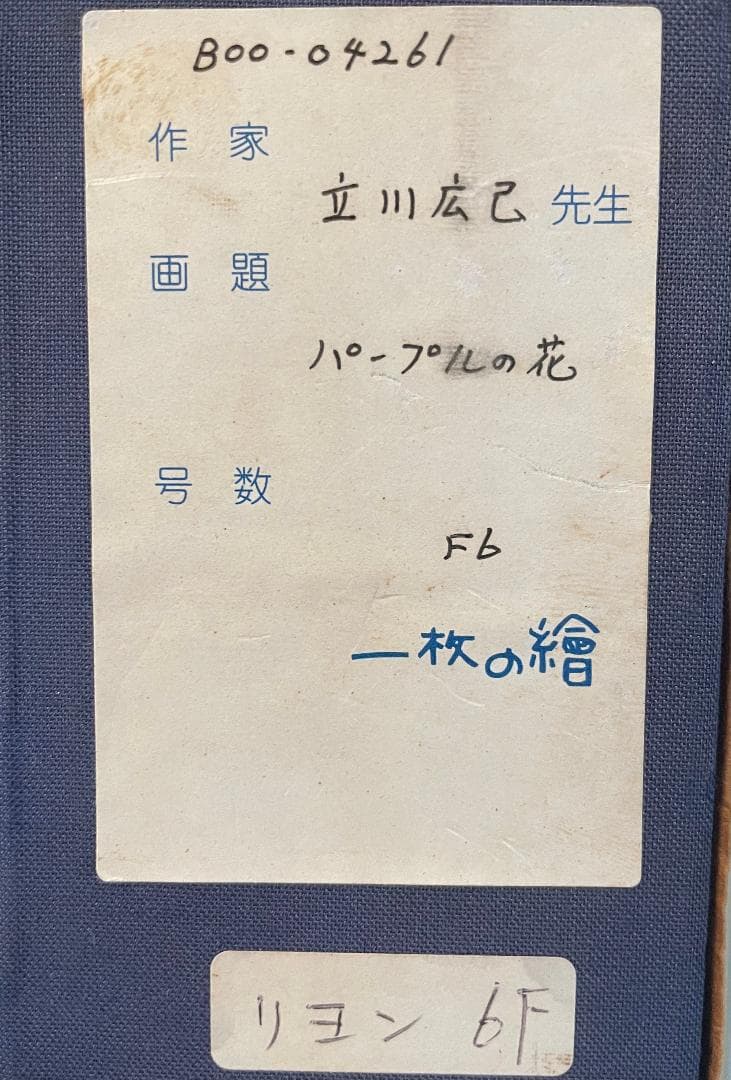 B00-04261
作家
立川広己 先生
画題
パープルの花
号数
F6
一枚の繪
リヨン 6F